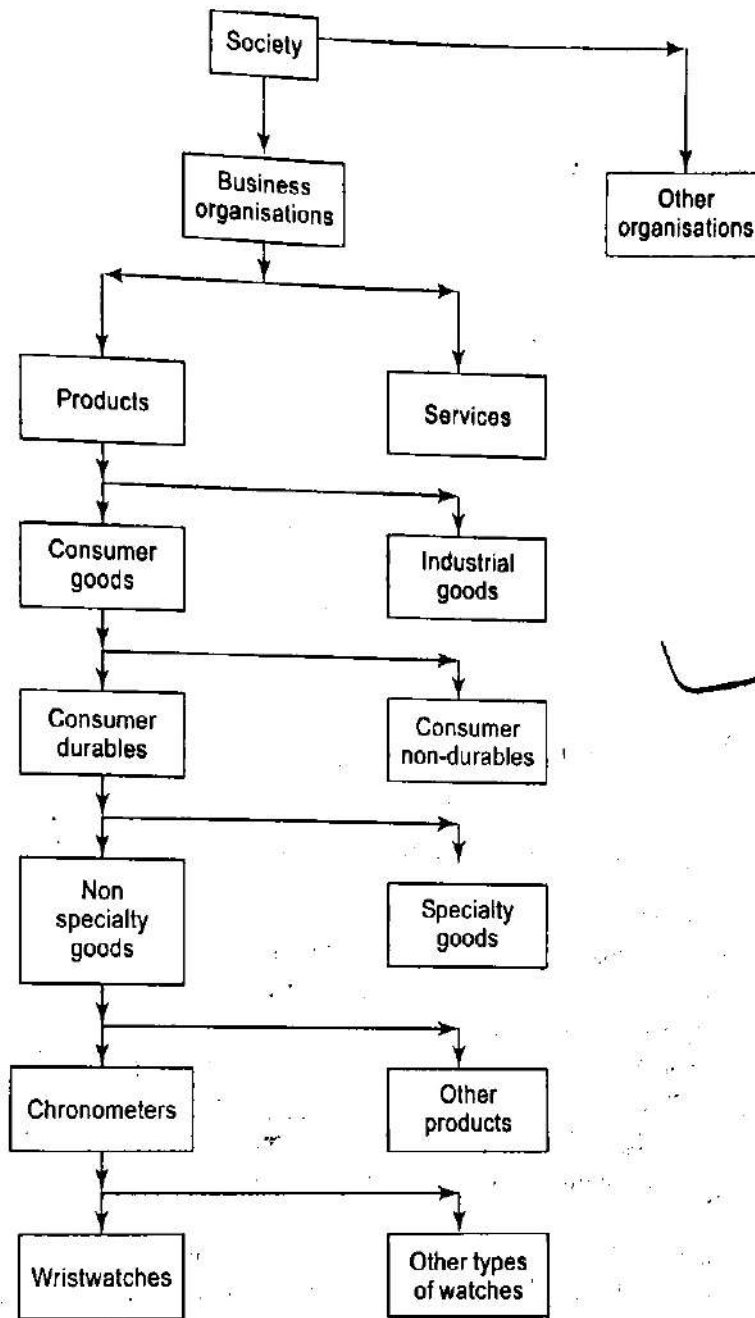 Society
Business
organisations
Other
organisations
Products
Services
Consumer
goods
Industrial
goods
Consumer
durables
Consumer
non-durables
Non
specialty
goods
Specialty
goods
Chronometers
Other
products
Wristwatches
Other types
of watches